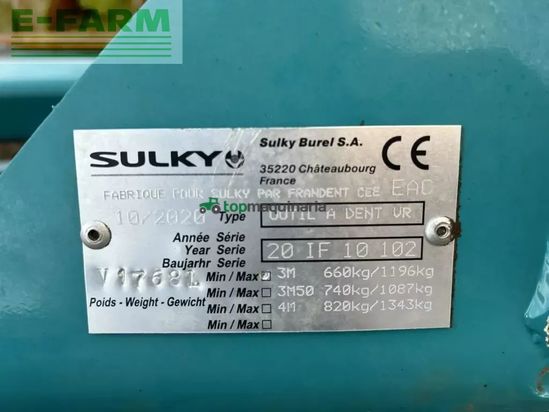 E-FARM
SULKY
Sulky Burel S.A.
35220 Châteaubourg
France
CE
FABRIQUE POUR SULKY PAR FRANDENT CEE EAC
10/2020 Type OUTIL A DENT VR
topmaquinaria
Année Série
Year Serie 20 IF 10 102
Baujarhr Serie
V1768L Min / Max 3M 660kg/1196kg
Min / Max 3M50 740kg/1087kg
Poids - Weight - Gewicht Min / Max 4M 820kg/1343kg
Min / Max